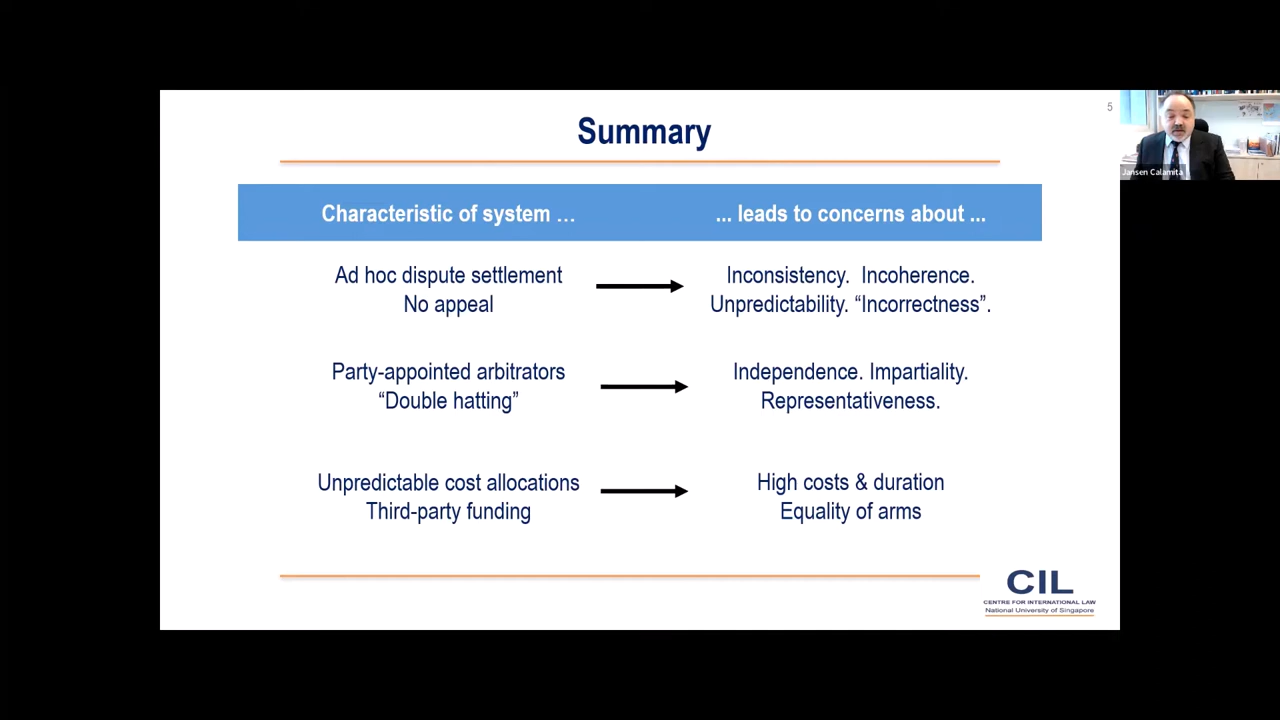 Summary
5
Jansen Calamita
Characteristic of system …
... leads to concerns about ...
Ad hoc dispute settlement
No appeal
Inconsistency. Incoherence.
Unpredictability. “Incorrectness”.
Party-appointed arbitrators
“Double hatting”
Independence. Impartiality.
Representativeness.
Unpredictable cost allocations
Third-party funding
High costs & duration
Equality of arms
CIL
CENTRE FOR INTERNATIONAL LAW
National University of Singapore